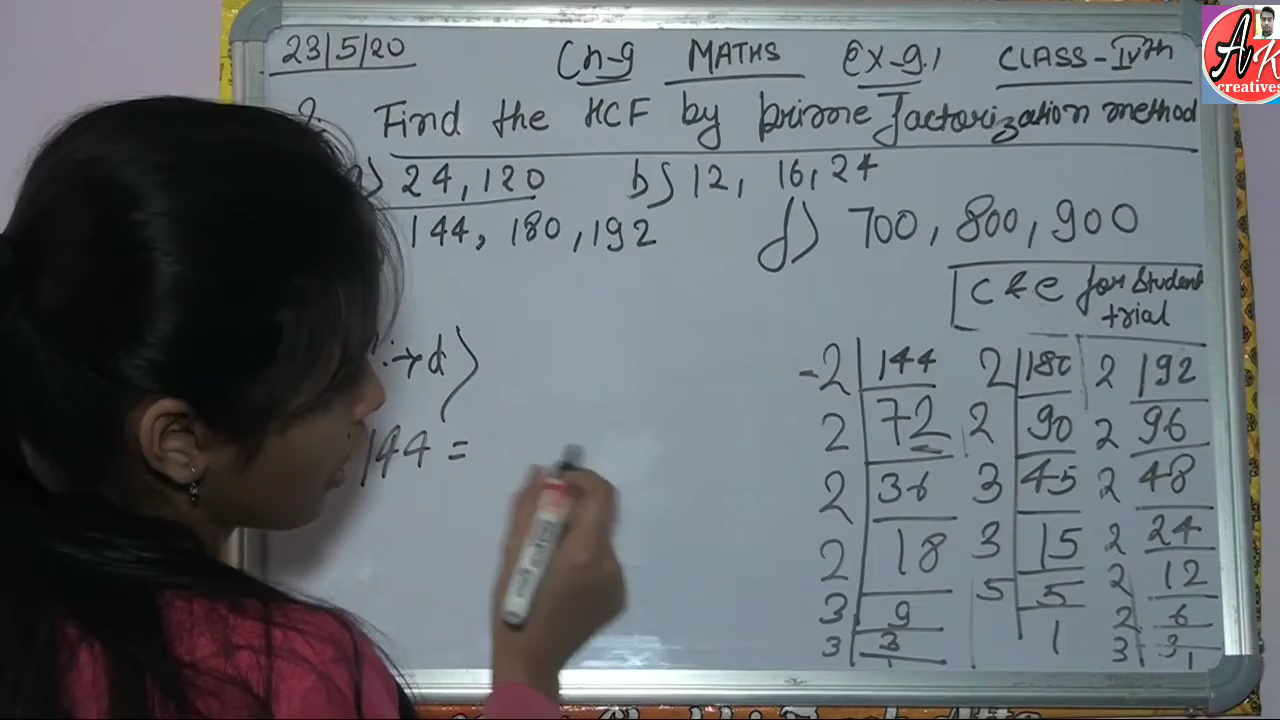 23/5/20 Ch-9 MATHS Ex-9.1 CLASS-IVth
Q. Find the HCF by prime factorization method
a) 24, 120 b) 12, 16, 24
144, 180, 192 d) 700, 800, 900
C & e for student
trial
→ d)
144 =
2 144 2 180 2 192
2 72 2 90 2 96
2 36 3 45 2 48
2 18 3 15 2 24
3 9 5 5 2 12
3 3 1 2 6
1 3 3
1
AK
creatives